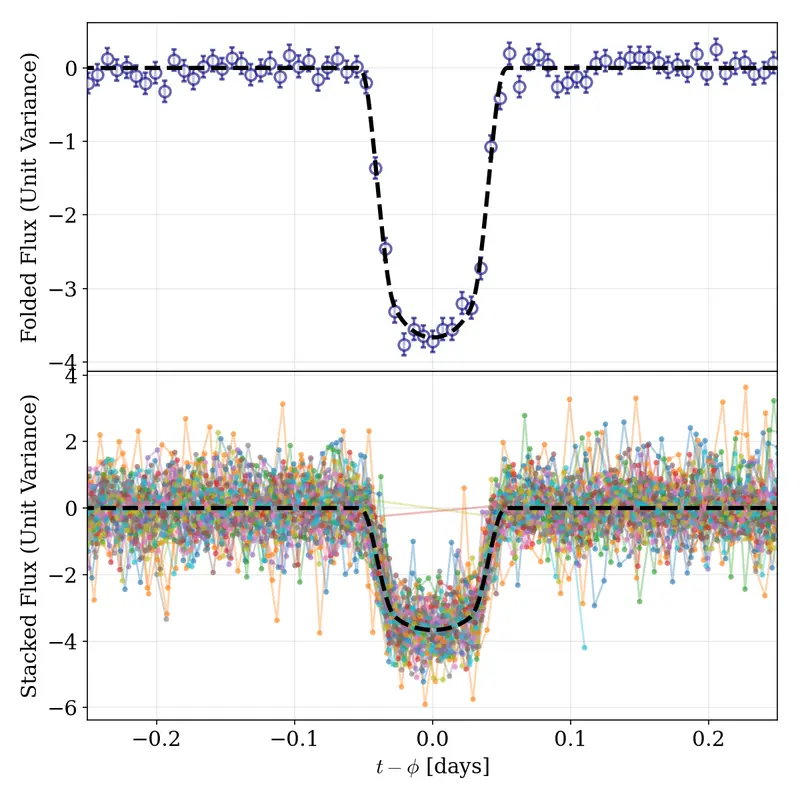 Folded Flux (Unit Variance)
0
−1
−2
−3
−4
Stacked Flux (Unit Variance)
4
2
0
−2
−4
−6
−0.2 −0.1 0.0 0.1 0.2
t − ϕ [days]